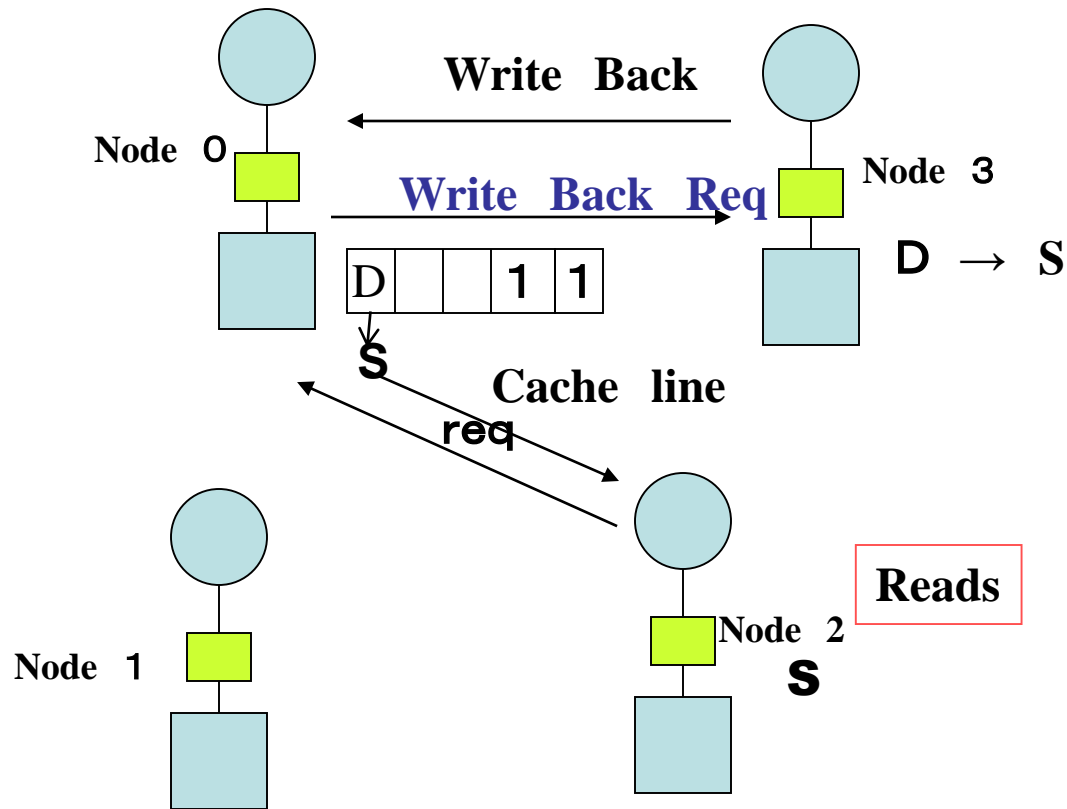 Write Back
Node 0
Node 3
Write Back Req
D → S
D 1 1
S
Cache line
req
Reads
Node 2
Node 1
S